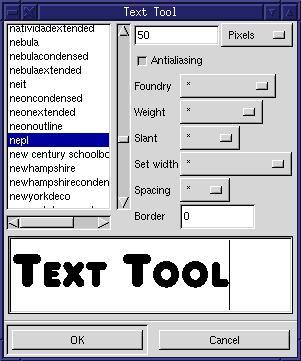 Text Tool
natividadextended
nebula
nebulacondensed
nebulaextended
neit
neoncondensed
neonextended
neonoutline
nepl
new century schoolbo
newhampshire
newhampshireconden
newyorkdeco
50 Pixels
Antialiasing
Foundry *
Weight *
Slant *
Set width *
Spacing *
Border 0
Text Tool
OK Cancel